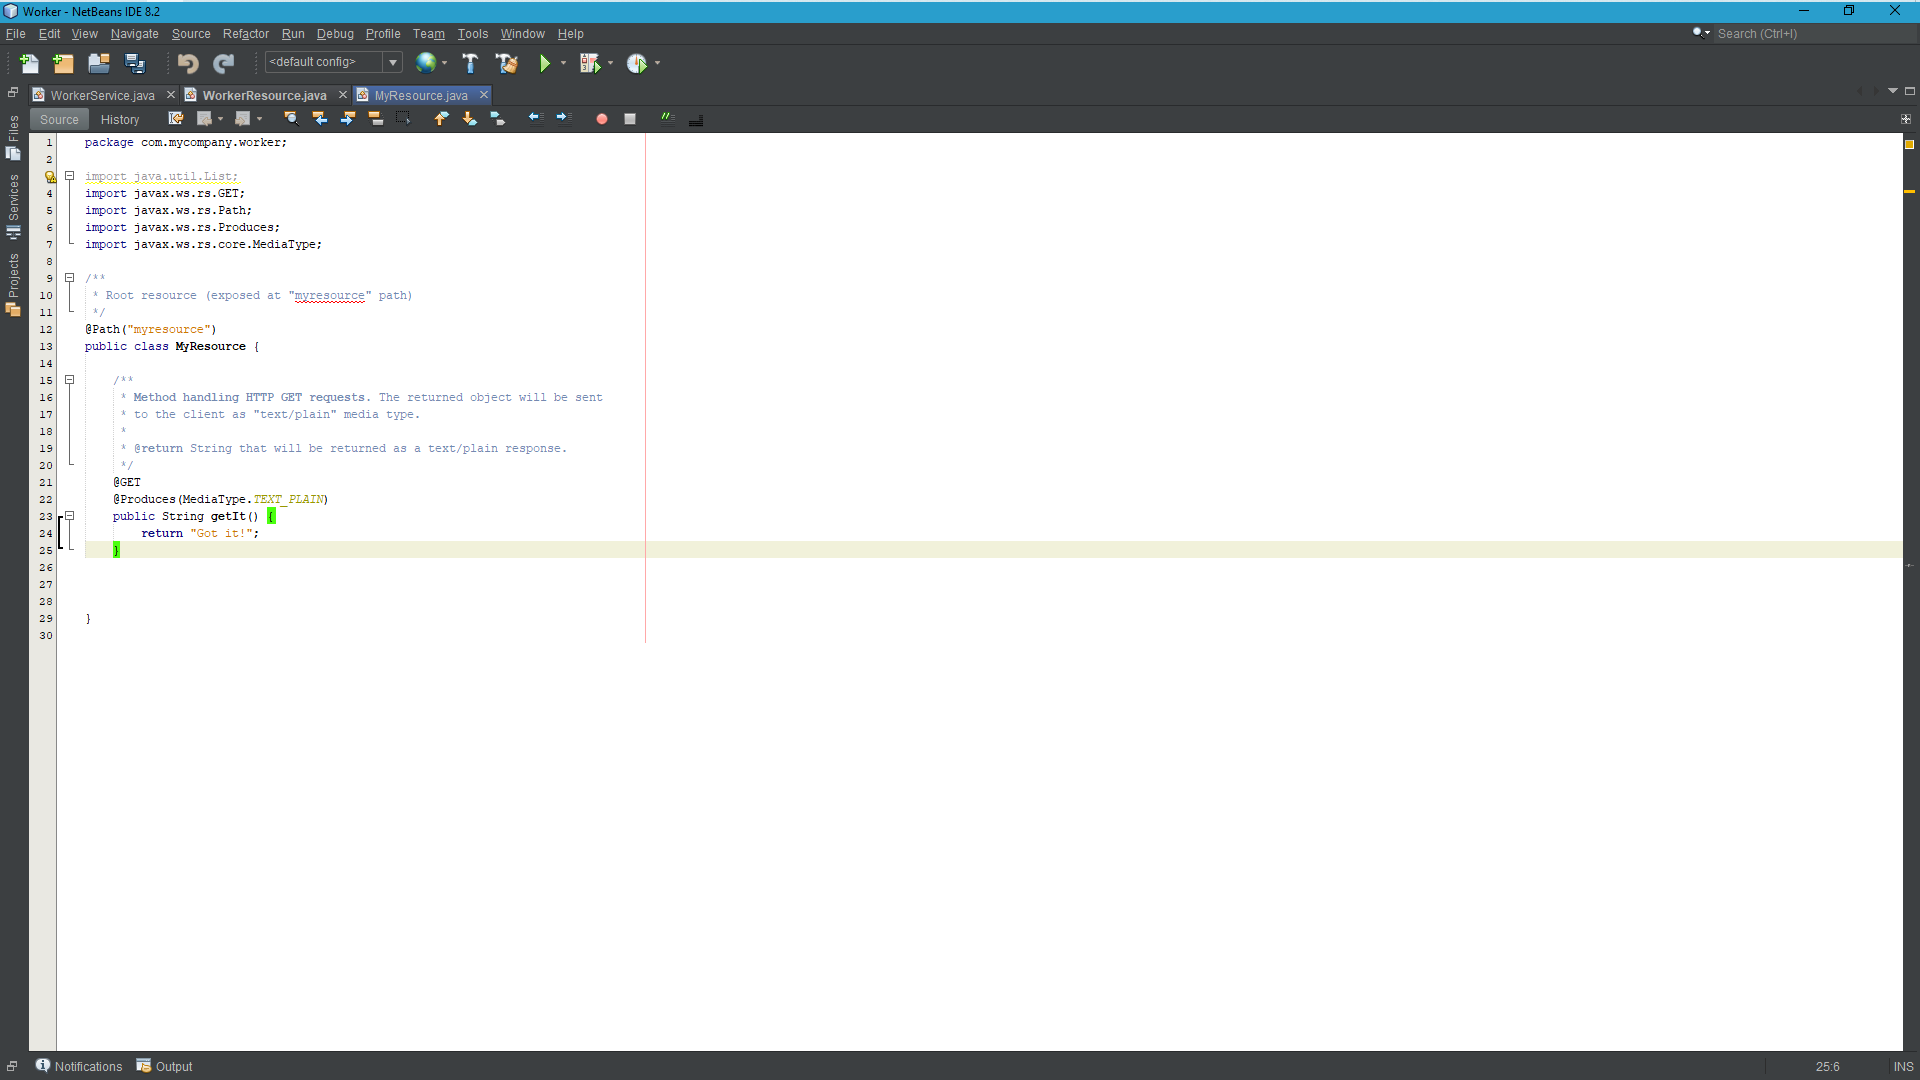 Worker - NetBeans IDE 8.2
File Edit View Navigate Source Refactor Run Debug Profile Team Tools Window Help
Search (Ctrl+I)
<default config>
WorkerService.java WorkerResource.java MyResource.java
Source History
Files
Services
Projects
1 package com.mycompany.worker;
2
import java.util.List;
4 import javax.ws.rs.GET;
5 import javax.ws.rs.Path;
6 import javax.ws.rs.Produces;
7 import javax.ws.rs.core.MediaType;
8
9 /**
10 * Root resource (exposed at "myresource" path)
11 */
12 @Path("myresource")
13 public class MyResource {
14
15 /**
16 * Method handling HTTP GET requests. The returned object will be sent
17 * to the client as "text/plain" media type.
18 *
19 * @return String that will be returned as a text/plain response.
20 */
21 @GET
22 @Produces(MediaType.TEXT_PLAIN)
23 public String getIt() {
24 return "Got it!";
25 }
26
27
28
29 }
30
Notifications Output
25:6 INS